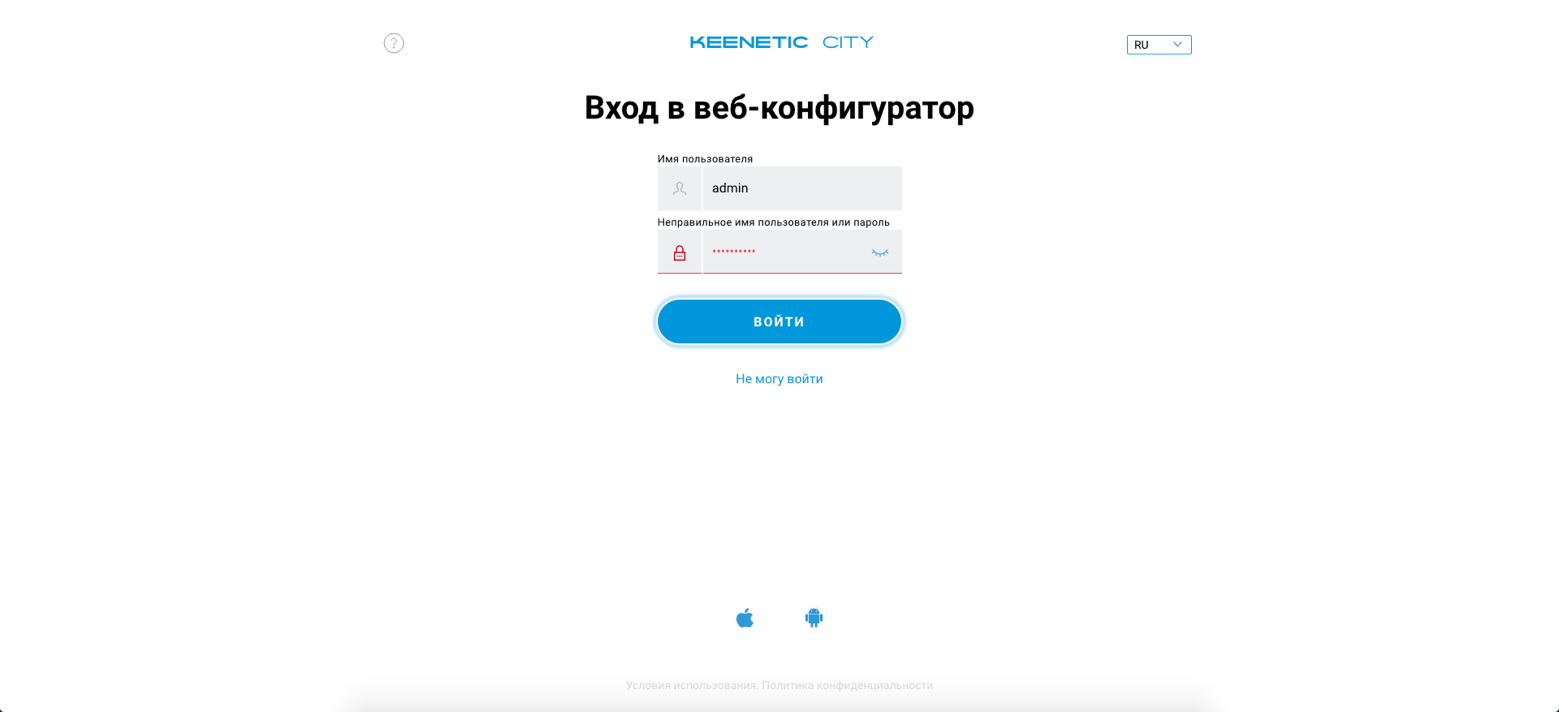 ?
KEENETIC CITY
RU
Вход в веб-конфигуратор
Имя пользователя
admin
Неправильное имя пользователя или пароль
••••••••••
ВОЙТИ
Не могу войти
Условия использования. Политика конфиденциальности